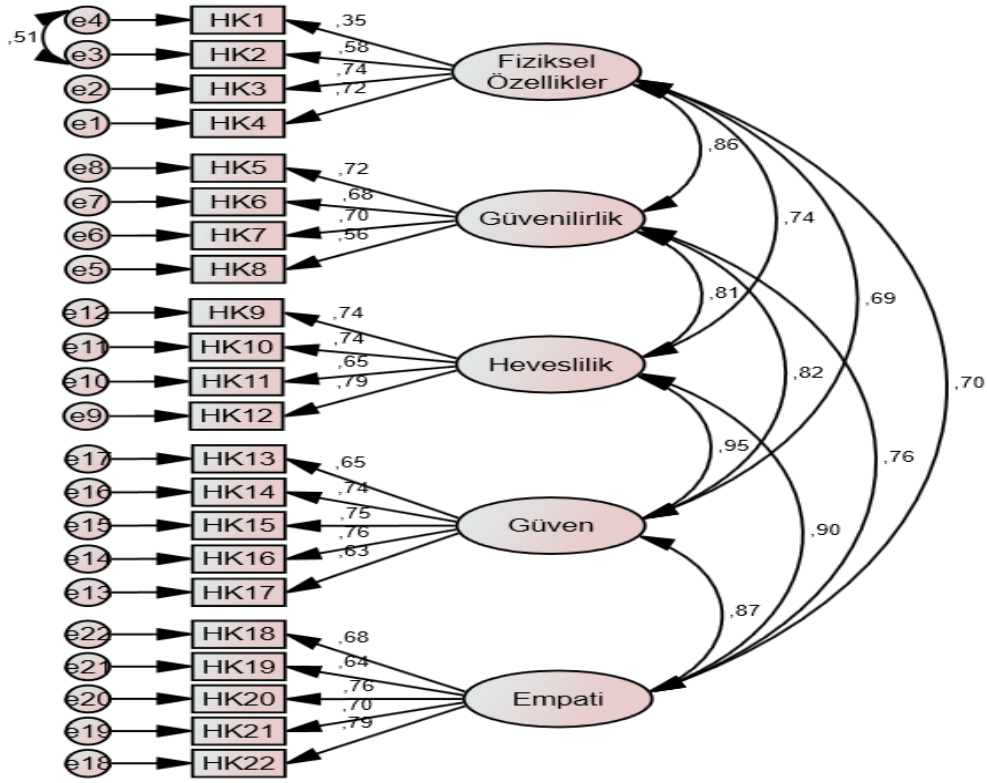 e4 HK1 ,35
,51
e3 HK2 ,58
e2 HK3 ,74
e1 HK4 ,72
Fiziksel
Özellikler
e8 HK5 ,72
e7 HK6 ,68
e6 HK7 ,70
e5 HK8 ,56
Güvenilirlik
e12 HK9 ,74
e11 HK10 ,74
e10 HK11 ,65
e9 HK12 ,79
Heveslilik
e17 HK13 ,65
e16 HK14 ,74
e15 HK15 ,75
e14 HK16 ,76
e13 HK17 ,63
Güven
e22 HK18 ,68
e21 HK19 ,64
e20 HK20 ,76
e19 HK21 ,70
e18 HK22 ,79
Empati
,86
,74
,81
,69
,82
,70
,95
,76
,90
,87